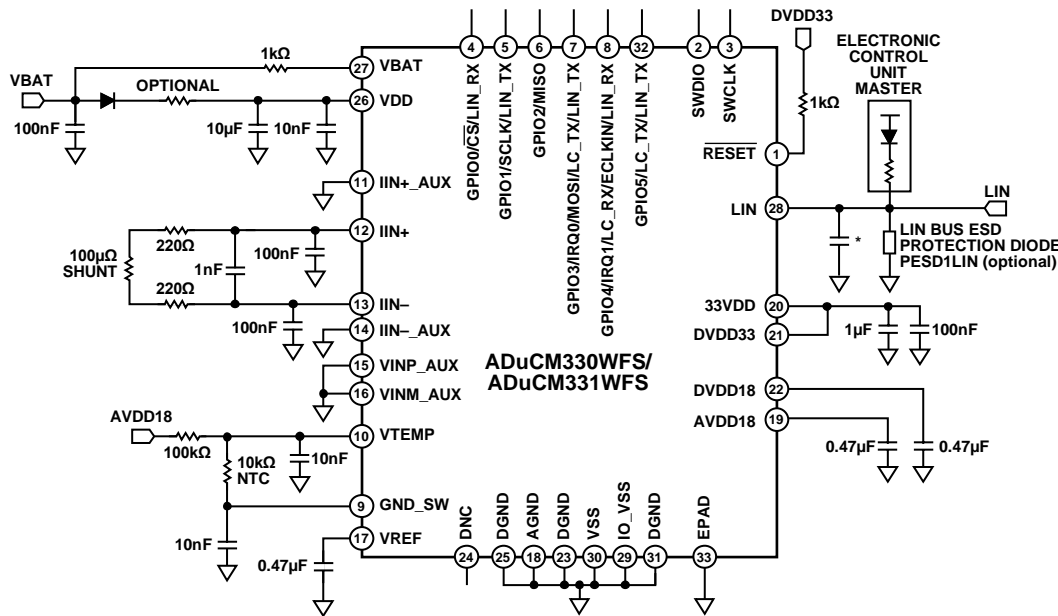 DVDD33
ELECTRONIC
CONTROL
UNIT
MASTER
4
5
6
7
8
32
2
3
1kΩ
27
VBAT
VBAT
OPTIONAL
26
VDD
100nF
10µF
10nF
GPIO0/CS/LIN_RX
GPIO1/SCLK/LIN_TX
GPIO2/MISO
GPIO3/IRQ0/MOSI/LC_TX/LIN_TX
GPIO4/IRQ1/LC_RX/ECLKIN/LIN_RX
GPIO5/LC_TX/LIN_TX
SWDIO
SWCLK
1kΩ
RESET
1
11
IIN+_AUX
LIN
28
LIN
12
IIN+
220Ω
100nF
100µΩ
SHUNT
1nF
220Ω
13
IIN–
100nF
14
IIN–_AUX
*
LIN BUS ESD
PROTECTION DIODE
PESD1LIN (optional)
33VDD
20
DVDD33
21
1µF
100nF
15
VINP_AUX
16
VINM_AUX
ADuCM330WFS/
ADuCM331WFS
DVDD18
22
AVDD18
19
0.47µF
0.47µF
AVDD18
100kΩ
10
VTEMP
10kΩ
NTC
10nF
9
GND_SW
10nF
17
VREF
0.47µF
DNC
DGND
AGND
DGND
VSS
IO_VSS
DGND
EPAD
24
25
18
23
30
29
31
33